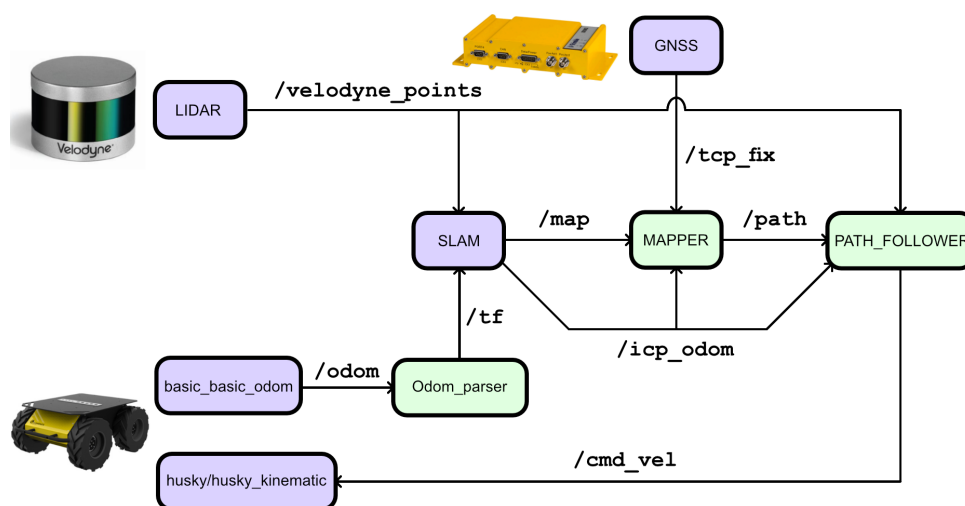 GNSS
/velodyne_points
LIDAR
Velodyne
/tcp_fix
/map
/path
SLAM
MAPPER
PATH_FOLLOWER
/tf
/icp_odom
/odom
basic_basic_odom
Odom_parser
/cmd_vel
husky/husky_kinematic